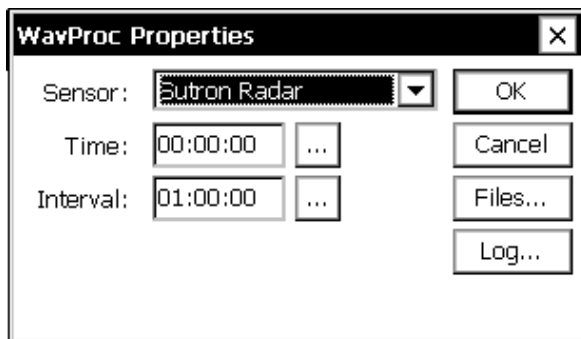 WavProc Properties
Sensor: Sutron Radar OK
Time: 00:00:00 ... Cancel
Interval: 01:00:00 ... Files...
Log...